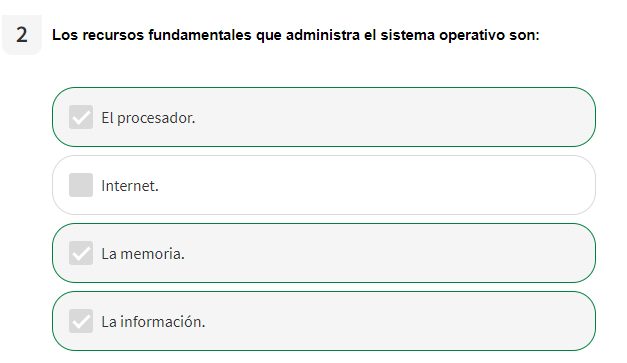 2 Los recursos fundamentales que administra el sistema operativo son:
El procesador.
Internet.
La memoria.
La información.